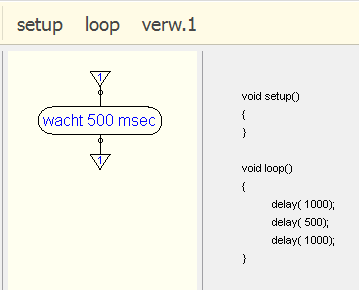 setup loop verw.1
1
wacht 500 msec
1
void setup()
{
}
void loop()
{
delay( 1000);
delay( 500);
delay( 1000);
}